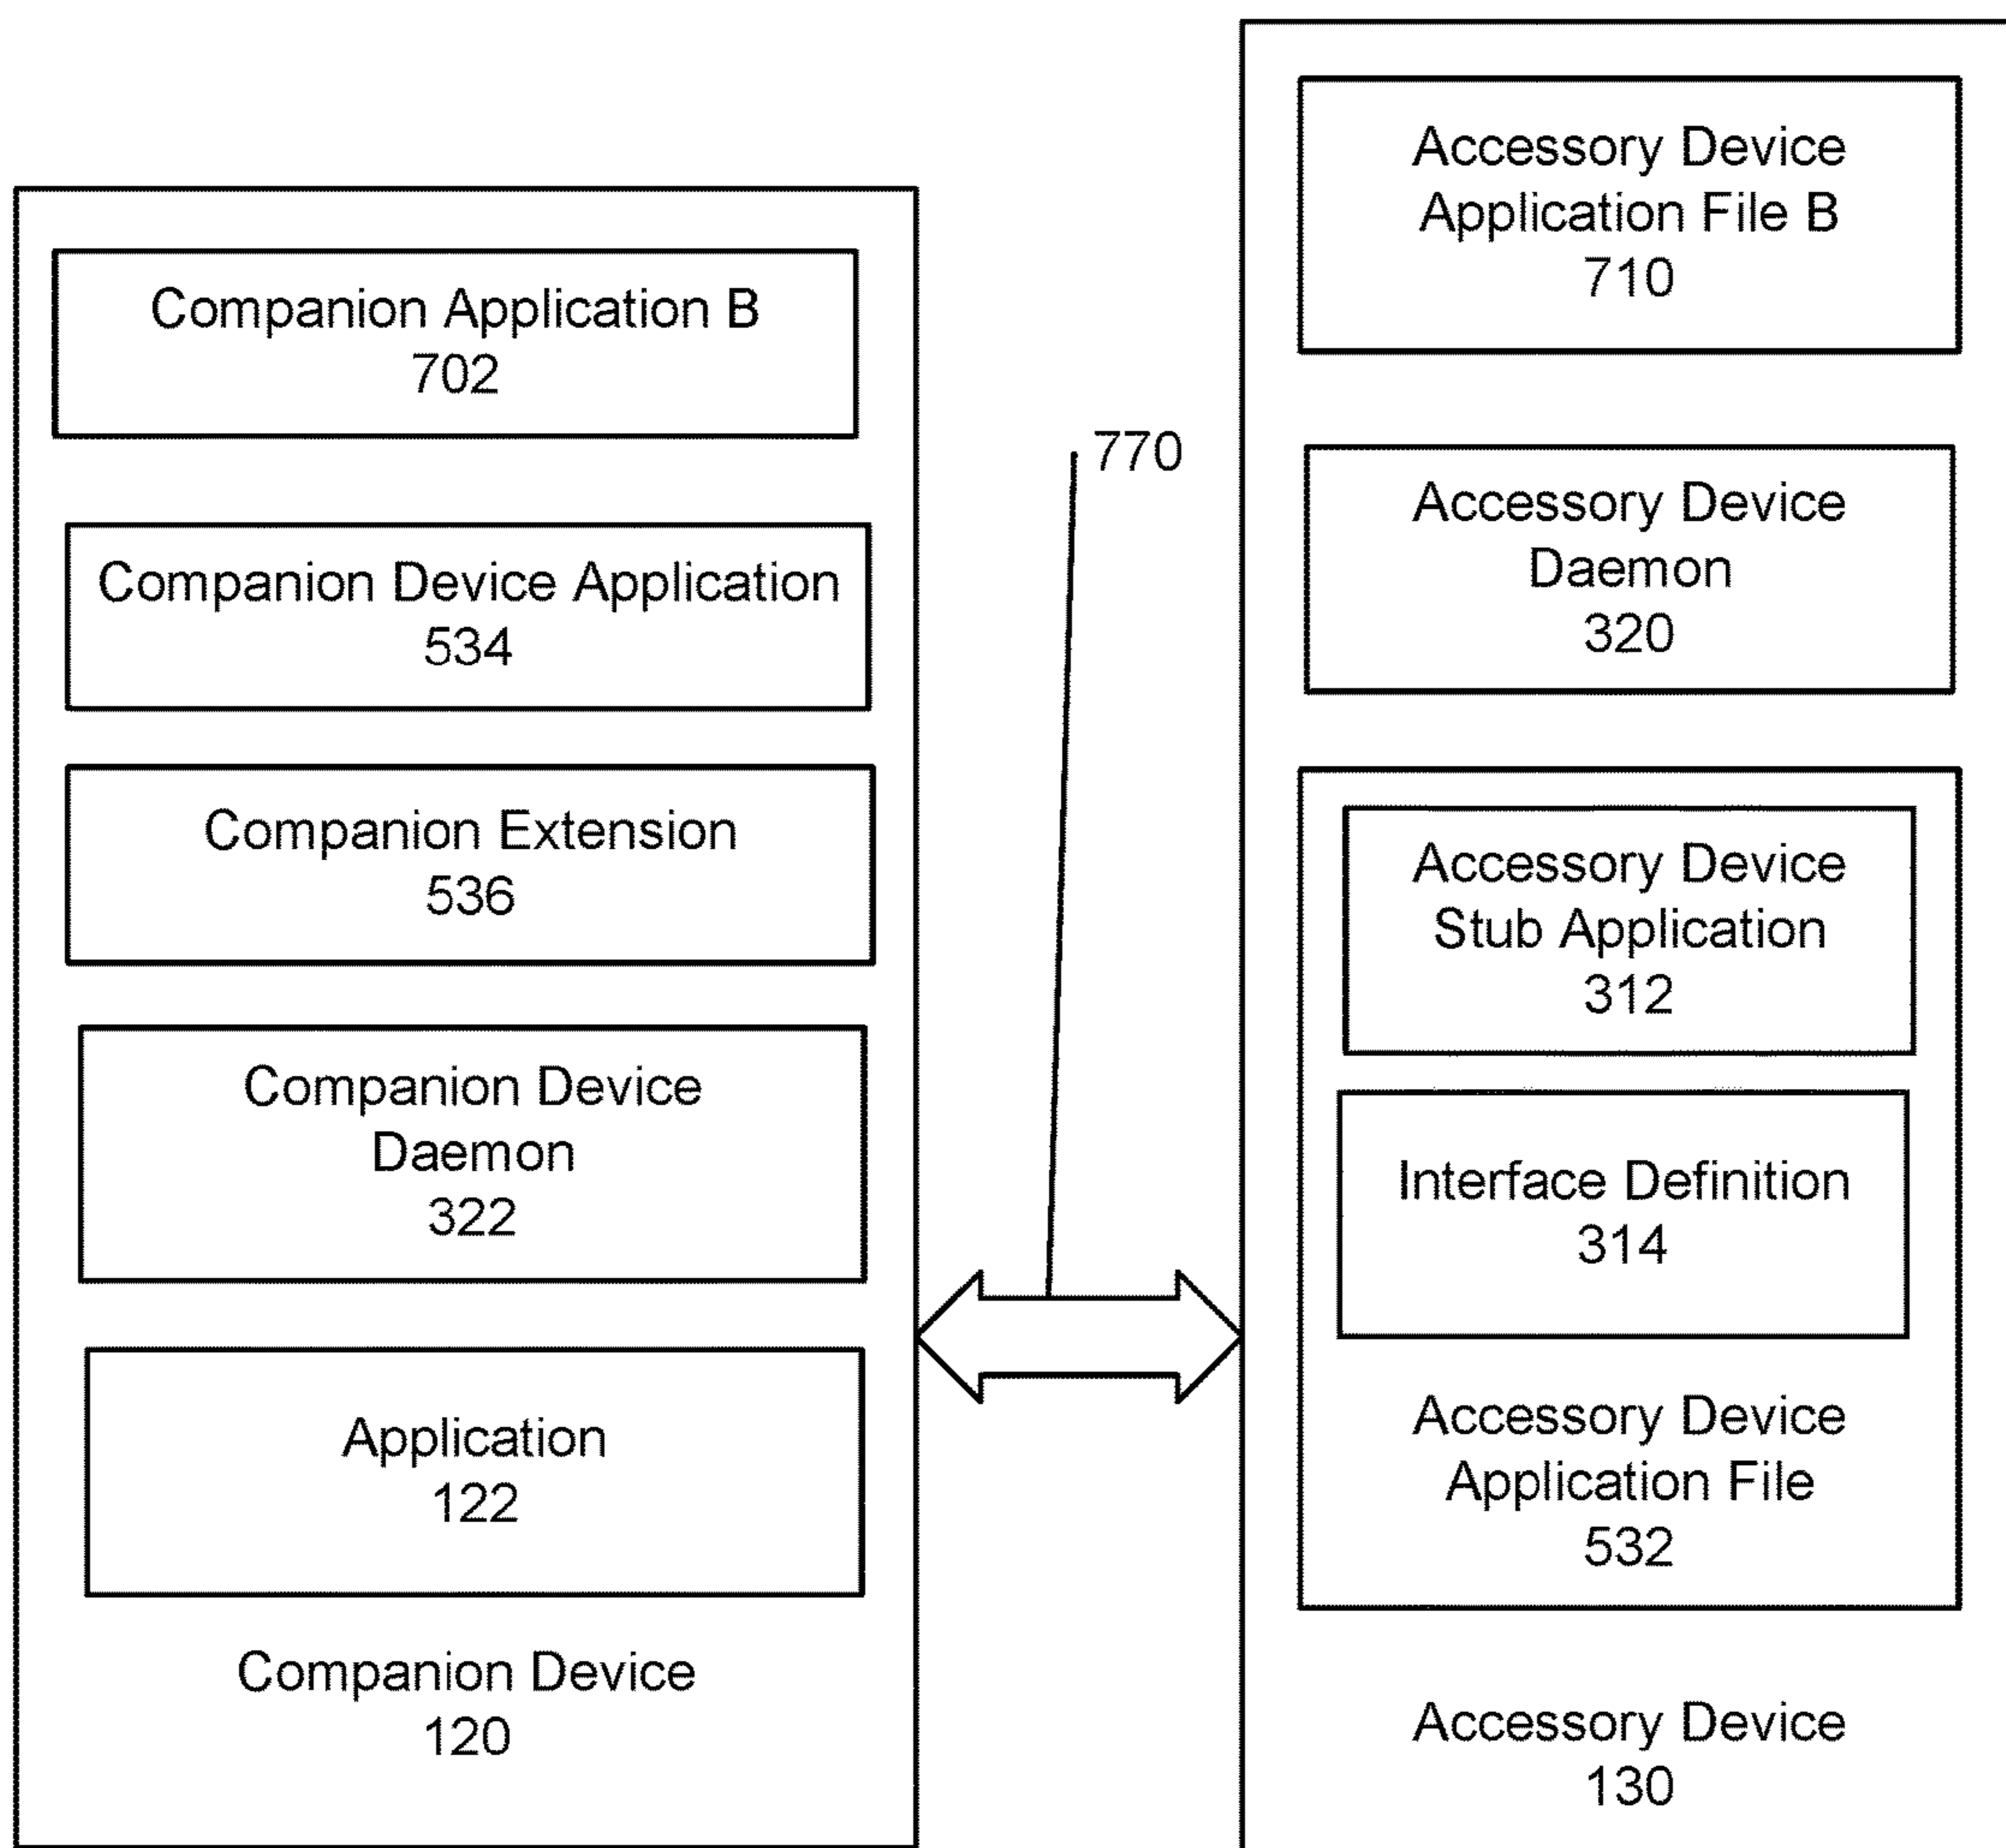 Companion Application B
702
Companion Device Application
534
Companion Extension
536
Companion Device
Daemon
322
Application
122
Companion Device
120
770
Accessory Device
Application File B
710
Accessory Device
Daemon
320
Accessory Device
Stub Application
312
Interface Definition
314
Accessory Device
Application File
532
Accessory Device
130